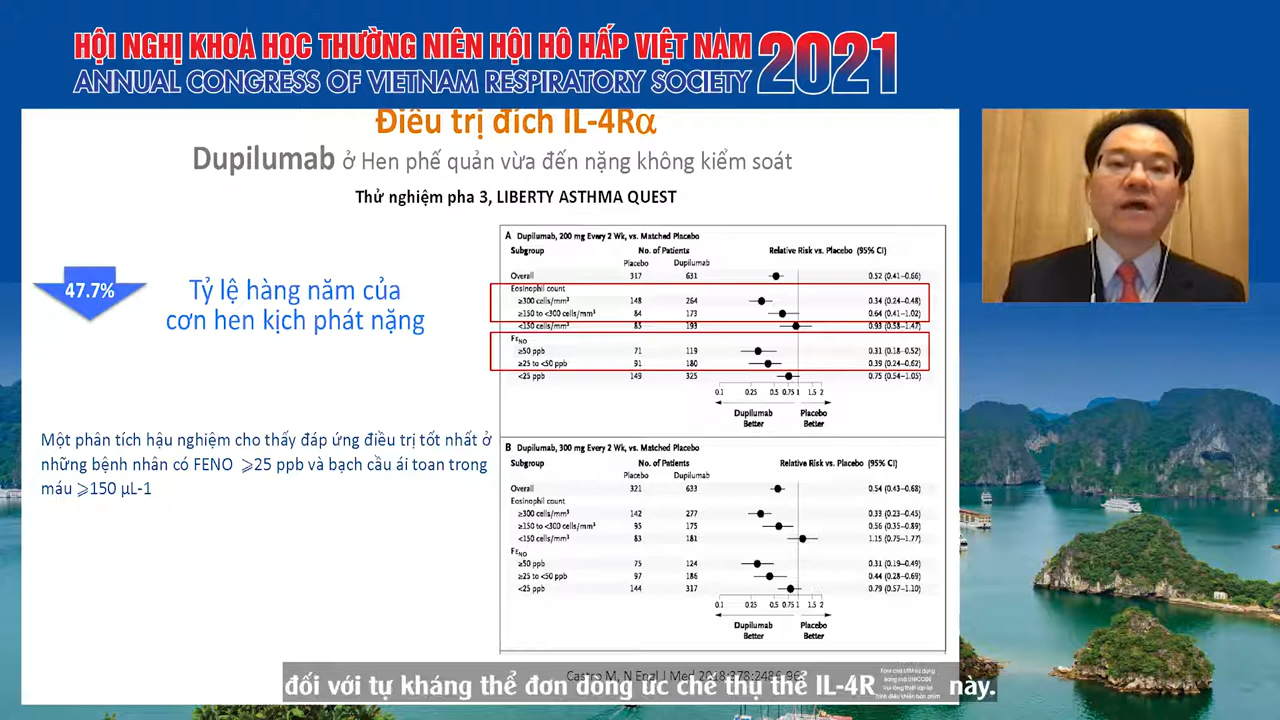 HỘI NGHỊ KHOA HỌC THƯỜNG NIÊN HỘI HÔ HẤP VIỆT NAM 2021
ANNUAL CONGRESS OF VIETNAM RESPIRATORY SOCIETY
Điều trị đích IL-4Rα
Dupilumab ở Hen phế quản vừa đến nặng không kiểm soát
Thử nghiệm pha 3, LIBERTY ASTHMA QUEST
47.7%
Tỷ lệ hàng năm của
cơn hen kịch phát nặng
Một phân tích hậu nghiệm cho thấy đáp ứng điều trị tốt nhất ở
những bệnh nhân có FENO ⩾25 ppb và bạch cầu ái toan trong
máu ⩾150 µL-1
A Dupilumab, 200 mg Every 2 Wk, vs. Matched Placebo
Subgroup No. of Patients Relative Risk vs. Placebo (95% CI)
Placebo Dupilumab
Overall 317 631 0.52 (0.41–0.66)
Eosinophil count
≥300 cells/mm³ 148 264 0.34 (0.24–0.48)
≥150 to <300 cells/mm³ 84 173 0.64 (0.41–1.02)
<150 cells/mm³ 85 193 0.93 (0.58–1.47)
FENO
≥50 ppb 71 119 0.31 (0.18–0.52)
≥25 to <50 ppb 91 180 0.39 (0.24–0.62)
<25 ppb 149 325 0.75 (0.54–1.05)
0.1 0.25 0.5 0.75 1 1.5 2
Dupilumab Placebo
Better Better
B Dupilumab, 300 mg Every 2 Wk, vs. Matched Placebo
Subgroup No. of Patients Relative Risk vs. Placebo (95% CI)
Placebo Dupilumab
Overall 321 633 0.54 (0.43–0.68)
Eosinophil count
≥300 cells/mm³ 142 277 0.33 (0.23–0.45)
≥150 to <300 cells/mm³ 95 175 0.56 (0.35–0.89)
<150 cells/mm³ 83 181 1.15 (0.75–1.77)
FENO
≥50 ppb 75 124 0.31 (0.19–0.49)
≥25 to <50 ppb 97 186 0.44 (0.28–0.69)
<25 ppb 144 317 0.79 (0.57–1.10)
0.1 0.25 0.5 0.75 1 1.5 2
Dupilumab Placebo
Better Better
Castro M, N Engl J Med 2018;378:2486-96.
đối với tự kháng thể đơn dòng ức chế thụ thể IL-4R này.